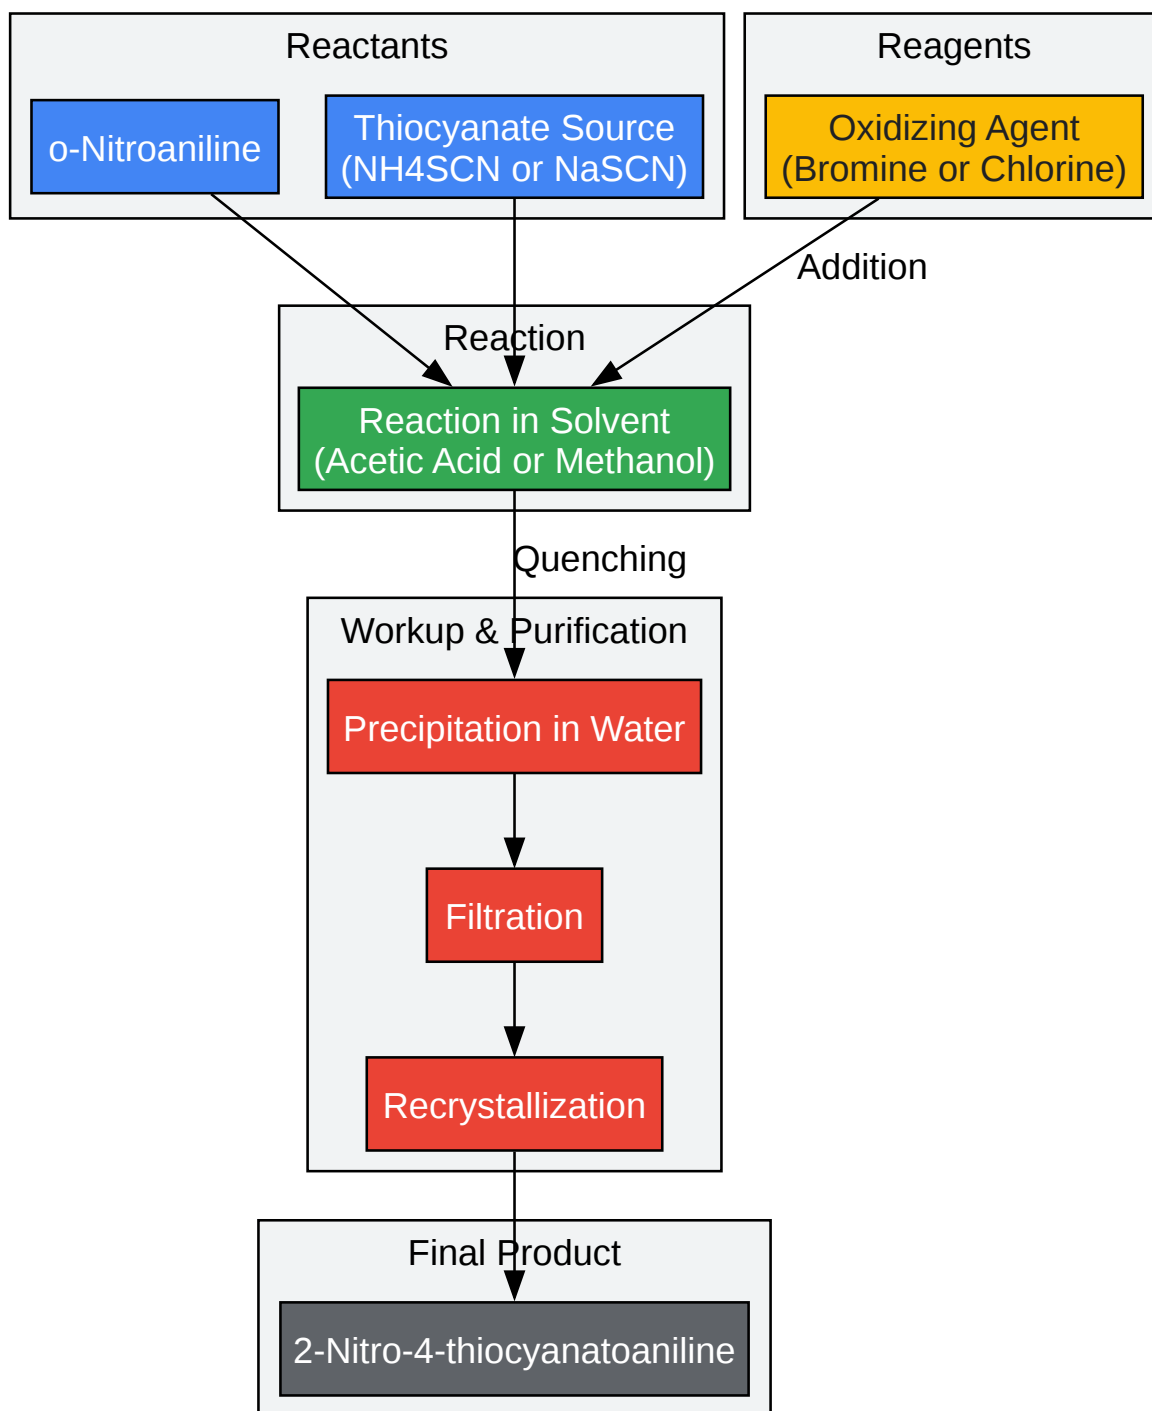 Reactants
Reagents
o-Nitroaniline
Thiocyanate Source
(NH4SCN or NaSCN)
Oxidizing Agent
(Bromine or Chlorine)
Addition
Reaction
Reaction in Solvent
(Acetic Acid or Methanol)
Quenching
Workup & Purification
Precipitation in Water
Filtration
Recrystallization
Final Product
2-Nitro-4-thiocyanatoaniline